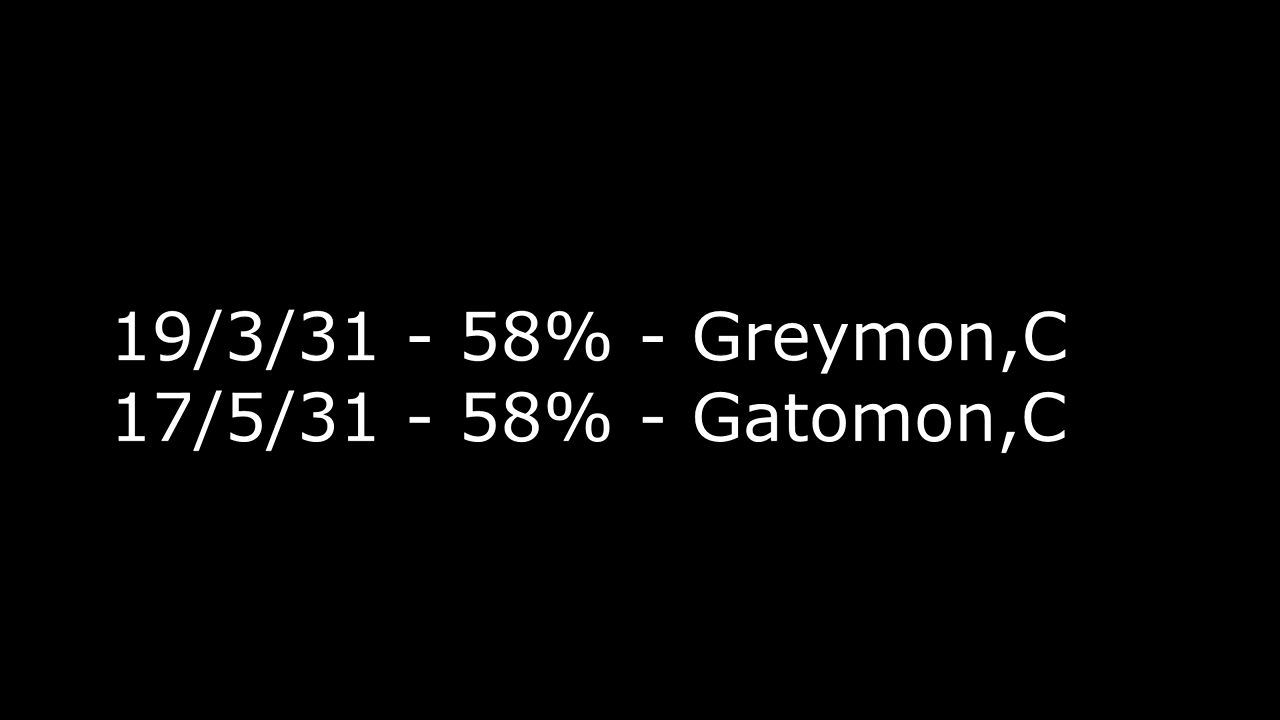 19/3/31 - 58% - Greymon,C
17/5/31 - 58% - Gatomon,C